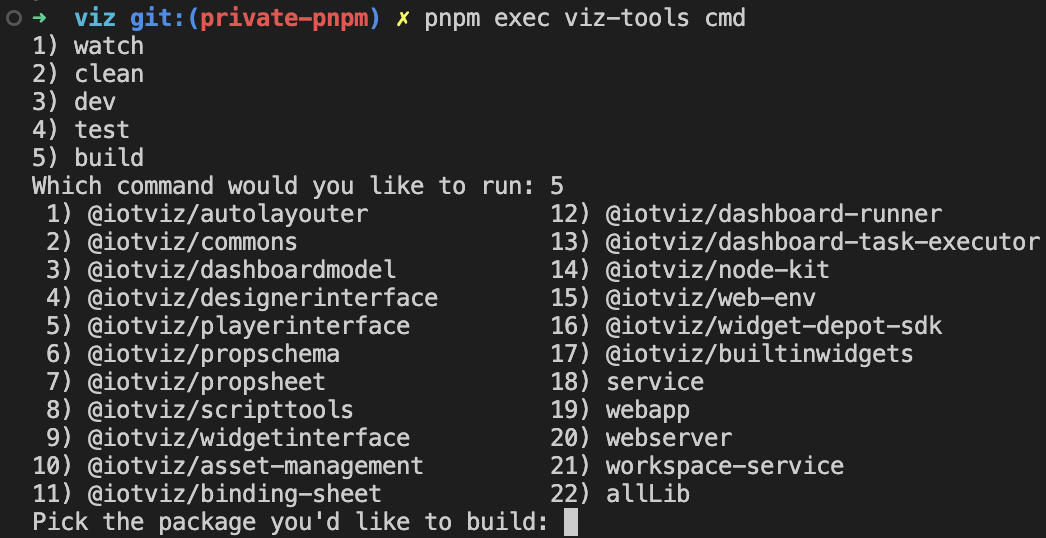 ➜ viz git:(private-pnpm) ✗ pnpm exec viz-tools cmd
1) watch
2) clean
3) dev
4) test
5) build
Which command would you like to run: 5
1) @iotviz/autolayouter 12) @iotviz/dashboard-runner
2) @iotviz/commons 13) @iotviz/dashboard-task-executor
3) @iotviz/dashboardmodel 14) @iotviz/node-kit
4) @iotviz/designerinterface 15) @iotviz/web-env
5) @iotviz/playerinterface 16) @iotviz/widget-depot-sdk
6) @iotviz/propschema 17) @iotviz/builtinwidgets
7) @iotviz/propsheet 18) service
8) @iotviz/scripttools 19) webapp
9) @iotviz/widgetinterface 20) webserver
10) @iotviz/asset-management 21) workspace-service
11) @iotviz/binding-sheet 22) allLib
Pick the package you'd like to build: